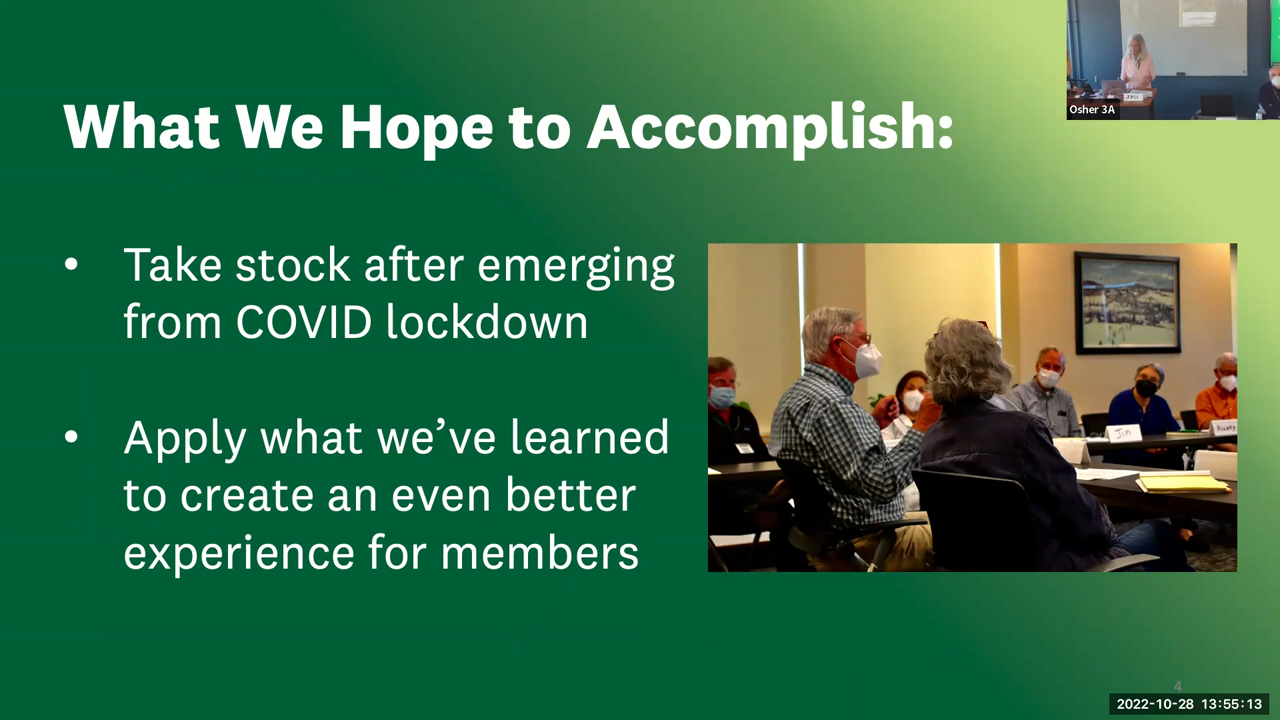 What We Hope to Accomplish:
Osher 3A
• Take stock after emerging
from COVID lockdown
• Apply what we’ve learned
to create an even better
experience for members
Jim
4
2022-10-28 13:55:13